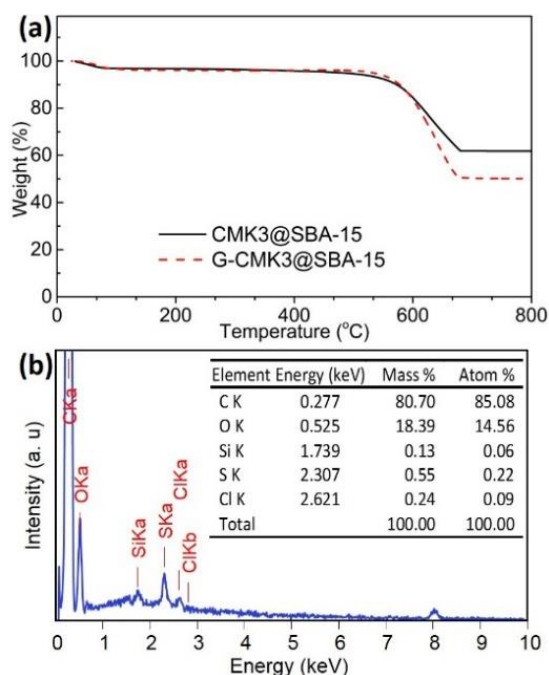 (a)
100
80
60
40
20
0
Weight (%)
CMK3@SBA-15
G-CMK3@SBA-15
0 200 400 600 800
Temperature (°C)
(b)
Intensity (a. u)
CKa
OKa
SiKa
SKa
ClKa
ClKb
Element Energy (keV) Mass % Atom %
C K 0.277 80.70 85.08
O K 0.525 18.39 14.56
Si K 1.739 0.13 0.06
S K 2.307 0.55 0.22
Cl K 2.621 0.24 0.09
Total 100.00 100.00
0 1 2 3 4 5 6 7 8 9 10
Energy (keV)